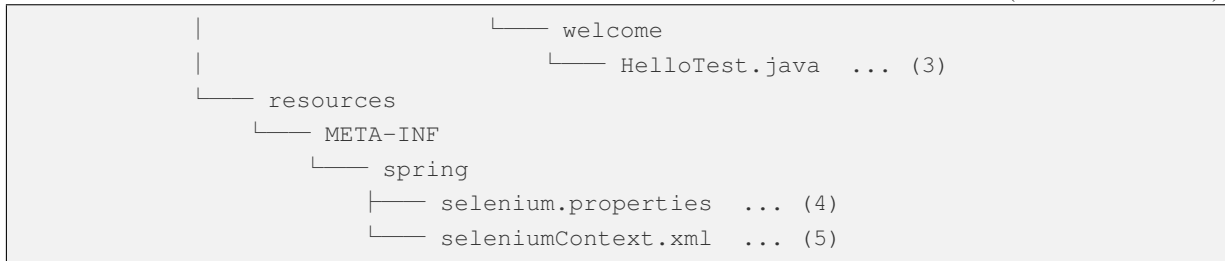 │ └── welcome
│ └── HelloTest.java ... (3)
└── resources
└── META-INF
└── spring
├── selenium.properties ... (4)
└── seleniumContext.xml ... (5)